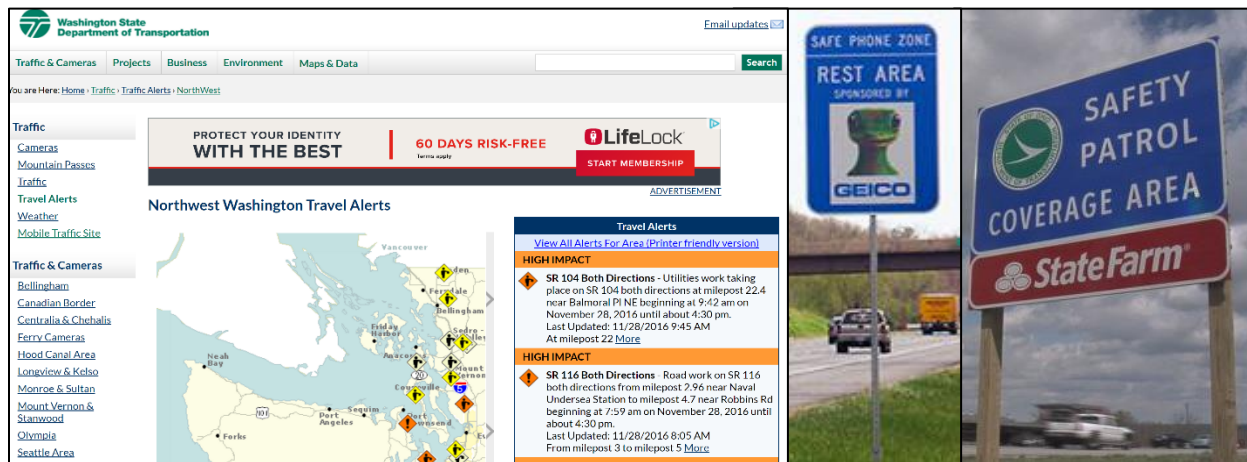 Washington State
Department of Transportation
Email updates
Traffic & Cameras
Projects
Business
Environment
Maps & Data
Search
You are Here: Home › Traffic › Traffic Alerts › NorthWest
Traffic
Cameras
Mountain Passes
Traffic
Travel Alerts
Weather
Mobile Traffic Site
Traffic & Cameras
Bellingham
Canadian Border
Centralia & Chehalis
Ferry Cameras
Hood Canal Area
Longview & Kelso
Monroe & Sultan
Mount Vernon &
Stanwood
Olympia
Seattle Area
PROTECT YOUR IDENTITY
WITH THE BEST
60 DAYS RISK-FREE
Terms apply
LifeLock
START MEMBERSHIP
ADVERTISEMENT
Northwest Washington Travel Alerts
Vancouver
Ferndale
Bellingham
Friday
Harbor
Sedro -
Mount
Vernon
Neah
Bay
20
5
101
Port
Angeles
Sequim
Forks
Travel Alerts
View All Alerts For Area (Printer friendly version)
HIGH IMPACT
SR 104 Both Directions - Utilities work taking
place on SR 104 both directions at milepost 22.4
near Balmoral Pl NE beginning at 9:42 am on
November 28, 2016 until about 4:30 pm.
Last Updated: 11/28/2016 9:45 AM
At milepost 22 More
HIGH IMPACT
SR 116 Both Directions - Road work on SR 116
both directions from milepost 2.96 near Naval
Undersea Station to milepost 4.7 near Robbins Rd
beginning at 7:59 am on November 28, 2016 until
about 4:30 pm.
Last Updated: 11/28/2016 8:05 AM
From milepost 3 to milepost 5 More
SAFE PHONE ZONE
REST AREA
SPONSORED BY
GEICO
SAFETY
PATROL
COVERAGE AREA
StateFarm